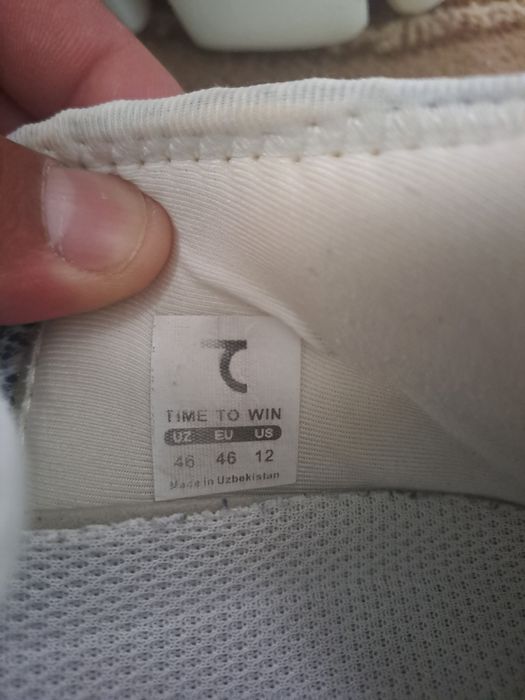 TIME TO WIN
UZ EU US
46 46 12
Made in Uzbekistan